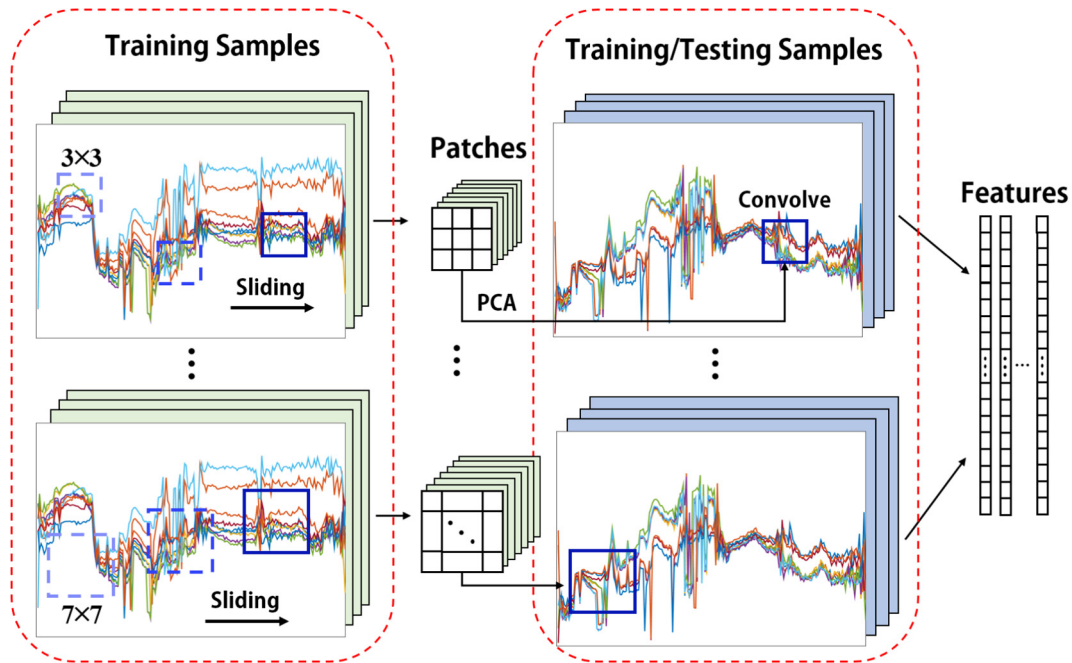 Training Samples
Training/Testing Samples
3×3
Patches
Convolve
Features
Sliding
PCA
7×7
Sliding